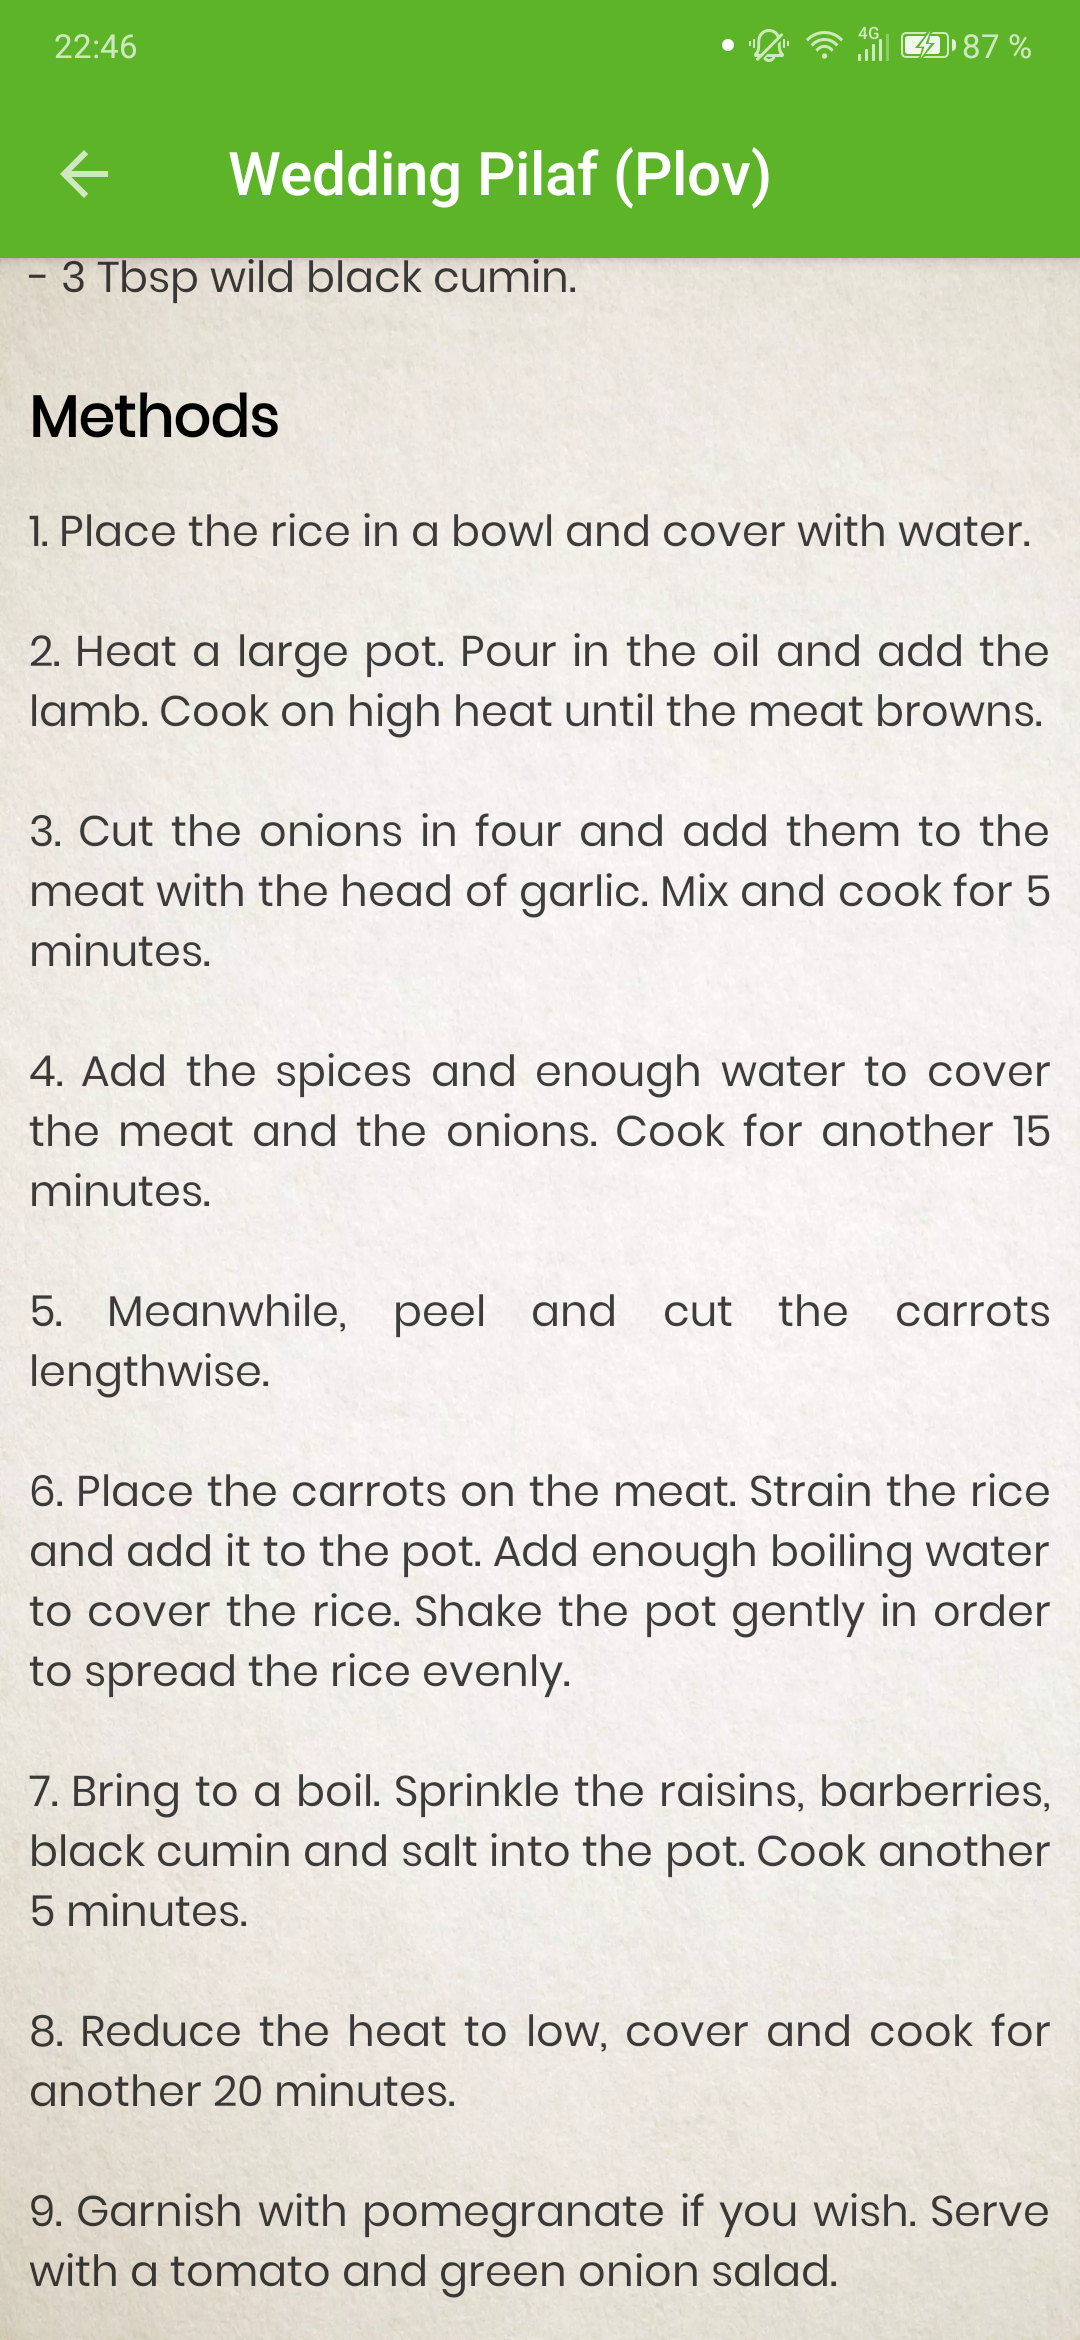 22:46
4G
87 %
Wedding Pilaf (Plov)
- 3 Tbsp wild black cumin.
Methods
1. Place the rice in a bowl and cover with water.
2. Heat a large pot. Pour in the oil and add the
lamb. Cook on high heat until the meat browns.
3. Cut the onions in four and add them to the
meat with the head of garlic. Mix and cook for 5
minutes.
4. Add the spices and enough water to cover
the meat and the onions. Cook for another 15
minutes.
5. Meanwhile, peel and cut the carrots
lengthwise.
6. Place the carrots on the meat. Strain the rice
and add it to the pot. Add enough boiling water
to cover the rice. Shake the pot gently in order
to spread the rice evenly.
7. Bring to a boil. Sprinkle the raisins, barberries,
black cumin and salt into the pot. Cook another
5 minutes.
8. Reduce the heat to low, cover and cook for
another 20 minutes.
9. Garnish with pomegranate if you wish. Serve
with a tomato and green onion salad.